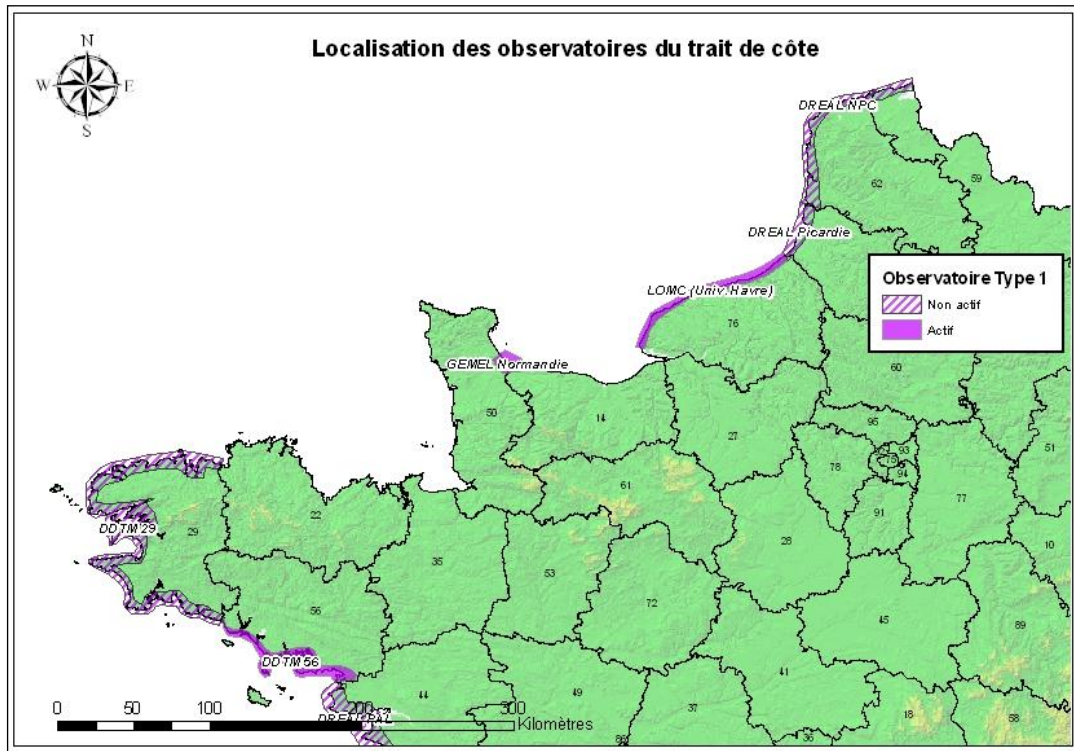 Localisation des observatoires du trait de côte
N
W E
S
DREAL NPC
59
62
DREAL Picardie
Observatoire Type 1
Non actif
Actif
LOMC (Univ. Havre)
76
GEMEL Normandie
60
50
14
27
95
93
75
94
51
78
77
61
91
22
DDTM 29
29
28
10
35
53
56
72
45
89
DDTM 56
41
44
49
37
18
58
DREAL PAL
86
36
0 50 100 200 300
Kilomètres